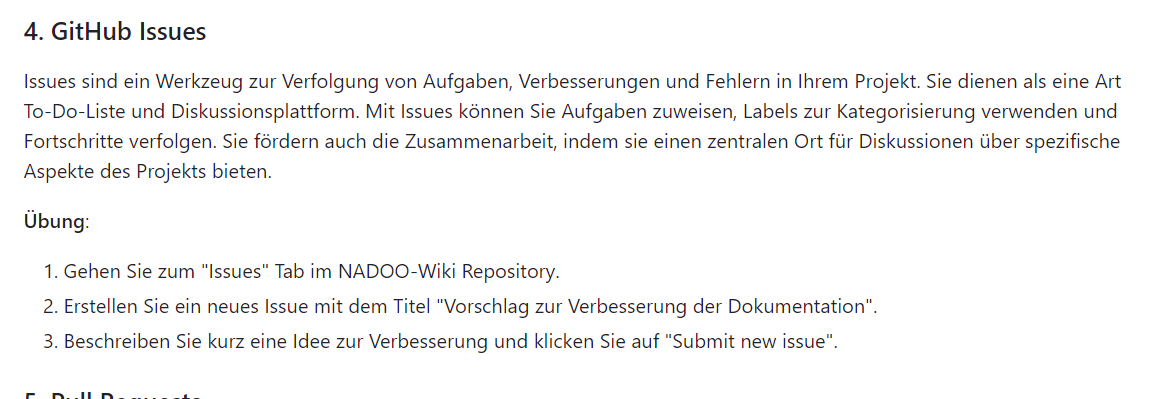 4. GitHub Issues
Issues sind ein Werkzeug zur Verfolgung von Aufgaben, Verbesserungen und Fehlern in Ihrem Projekt. Sie dienen als eine Art
To-Do-Liste und Diskussionsplattform. Mit Issues können Sie Aufgaben zuweisen, Labels zur Kategorisierung verwenden und
Fortschritte verfolgen. Sie fördern auch die Zusammenarbeit, indem sie einen zentralen Ort für Diskussionen über spezifische
Aspekte des Projekts bieten.
Übung:
1. Gehen Sie zum "Issues" Tab im NADOO-Wiki Repository.
2. Erstellen Sie ein neues Issue mit dem Titel "Vorschlag zur Verbesserung der Dokumentation".
3. Beschreiben Sie kurz eine Idee zur Verbesserung und klicken Sie auf "Submit new issue".
5. Pull Requests